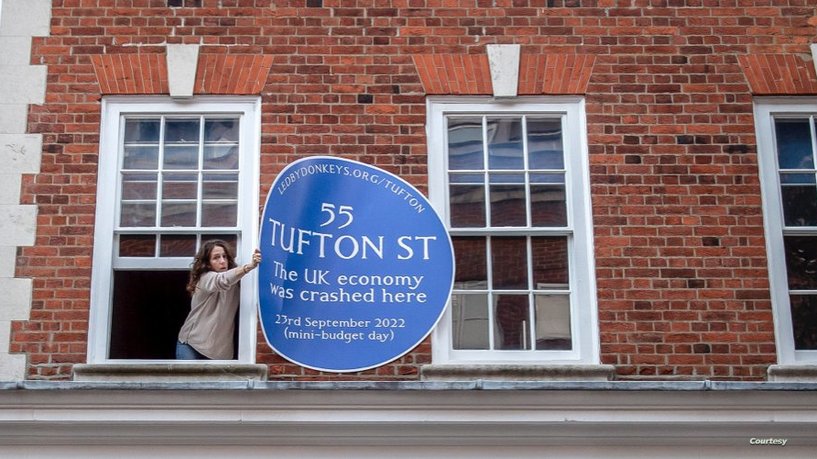 LEDBYDONKEYS.ORG/TUFTON
55
TUFTON ST
The UK economy
was crashed here
23rd September 2022
(mini-budget day)
Courtesy